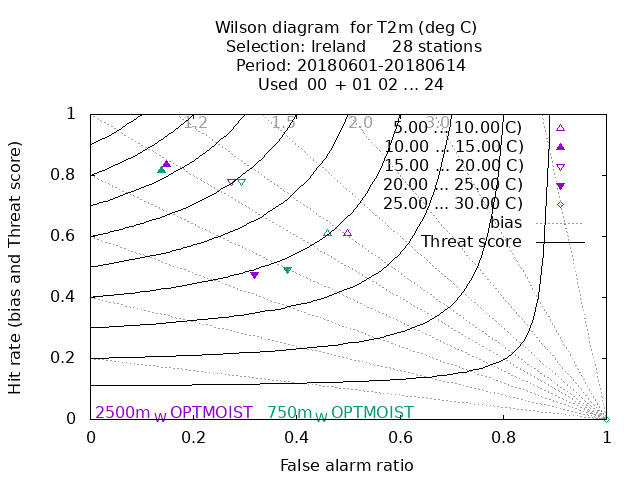 Wilson diagram  for T2m (deg C)
Selection: Ireland     28 stations
Period: 20180601-20180614
Used  00  + 01 02 ... 24
Hit rate (bias and Threat score)
1
0.8
0.6
0.4
0.2
0
1.2
1.5
2.0
3.0
5.00 ... 10.00 C)
10.00 ... 15.00 C)
15.00 ... 20.00 C)
20.00 ... 25.00 C)
25.00 ... 30.00 C)
bias
Threat score
2500mWOPTMOIST
750mWOPTMOIST
0
0.2
0.4
0.6
0.8
1
False alarm ratio